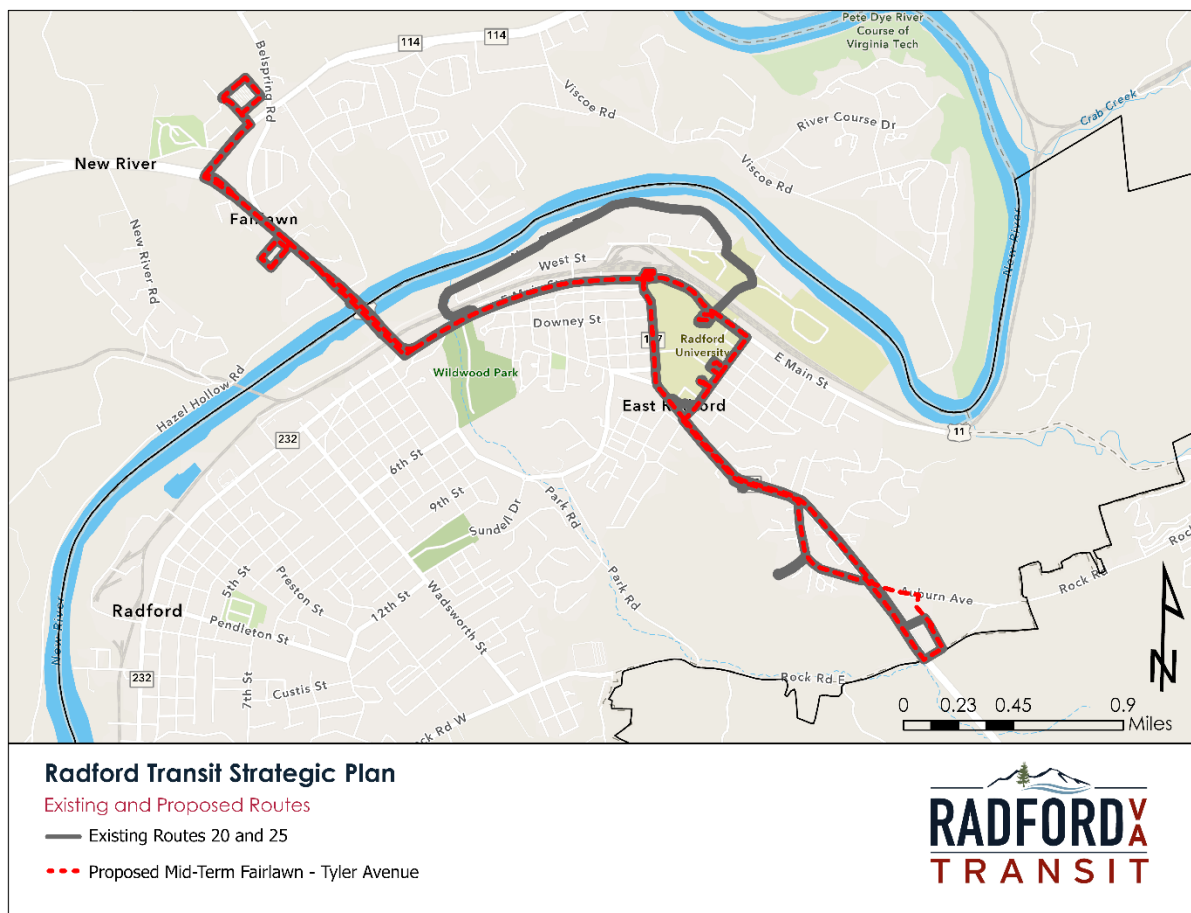 Pete Dye River
Course of
Virginia Tech
114
114
Belspring Rd
Viscoe Rd
Crab Creek
River Course Dr
New River
Viscoe Rd
Fairlawn
New River Rd
West St
E Main St
New River
Downey St
Radford
University
E Main St
Wildwood Park
Hazel Hollow Rd
East Radford
11
232
6th St
9th St
Sundell Dr
Park Rd
5th St
Preston St
12th St
Wadsworth St
Park Rd
Auburn Ave
Rock Rd
Radford
Pendleton St
New River
232
7th St
Custis St
Rock Rd E
ck Rd W
N
0 0.23 0.45 0.9
Miles
Radford Transit Strategic Plan
Existing and Proposed Routes
Existing Routes 20 and 25
Proposed Mid-Term Fairlawn - Tyler Avenue
RADFORD VA
TRANSIT